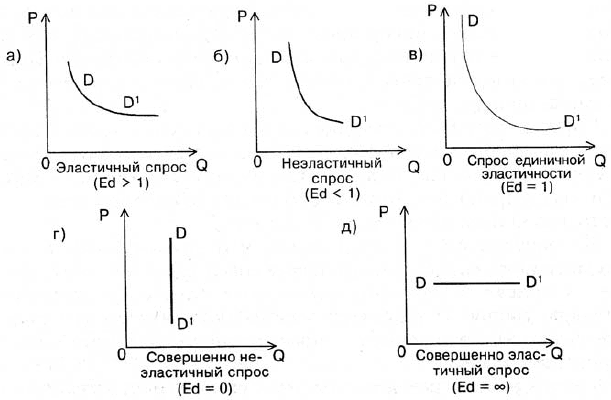 а)
P
D
D¹
0
Эластичный спрос
Q
(Ed > 1)
б)
P
D
D¹
0
Неэластичный
Q
спрос
(Ed < 1)
в)
P
D
D¹
0
Спрос единичной
Q
эластичности
(Ed = 1)
г)
P
D
D¹
0
Совершенно не-
Q
эластичный спрос
(Ed = 0)
д)
P
D
D¹
0
Совершенно элас-
Q
тичный спрос
(Ed = ∞)